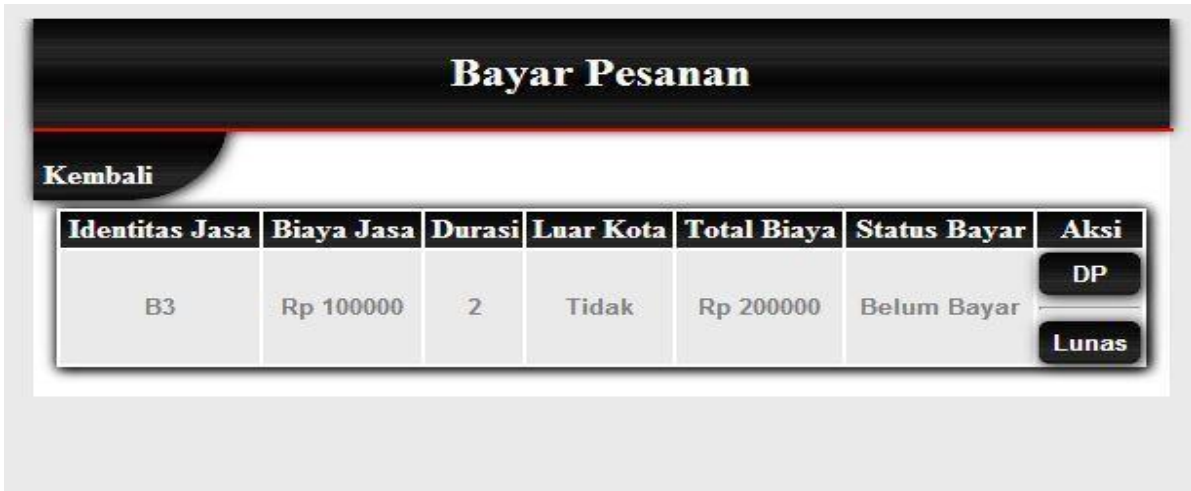 Bayar Pesanan
Kembali
Identitas Jasa Biaya Jasa Durasi Luar Kota Total Biaya Status Bayar Aksi
DP
B3 Rp 100000 2 Tidak Rp 200000 Belum Bayar
Lunas